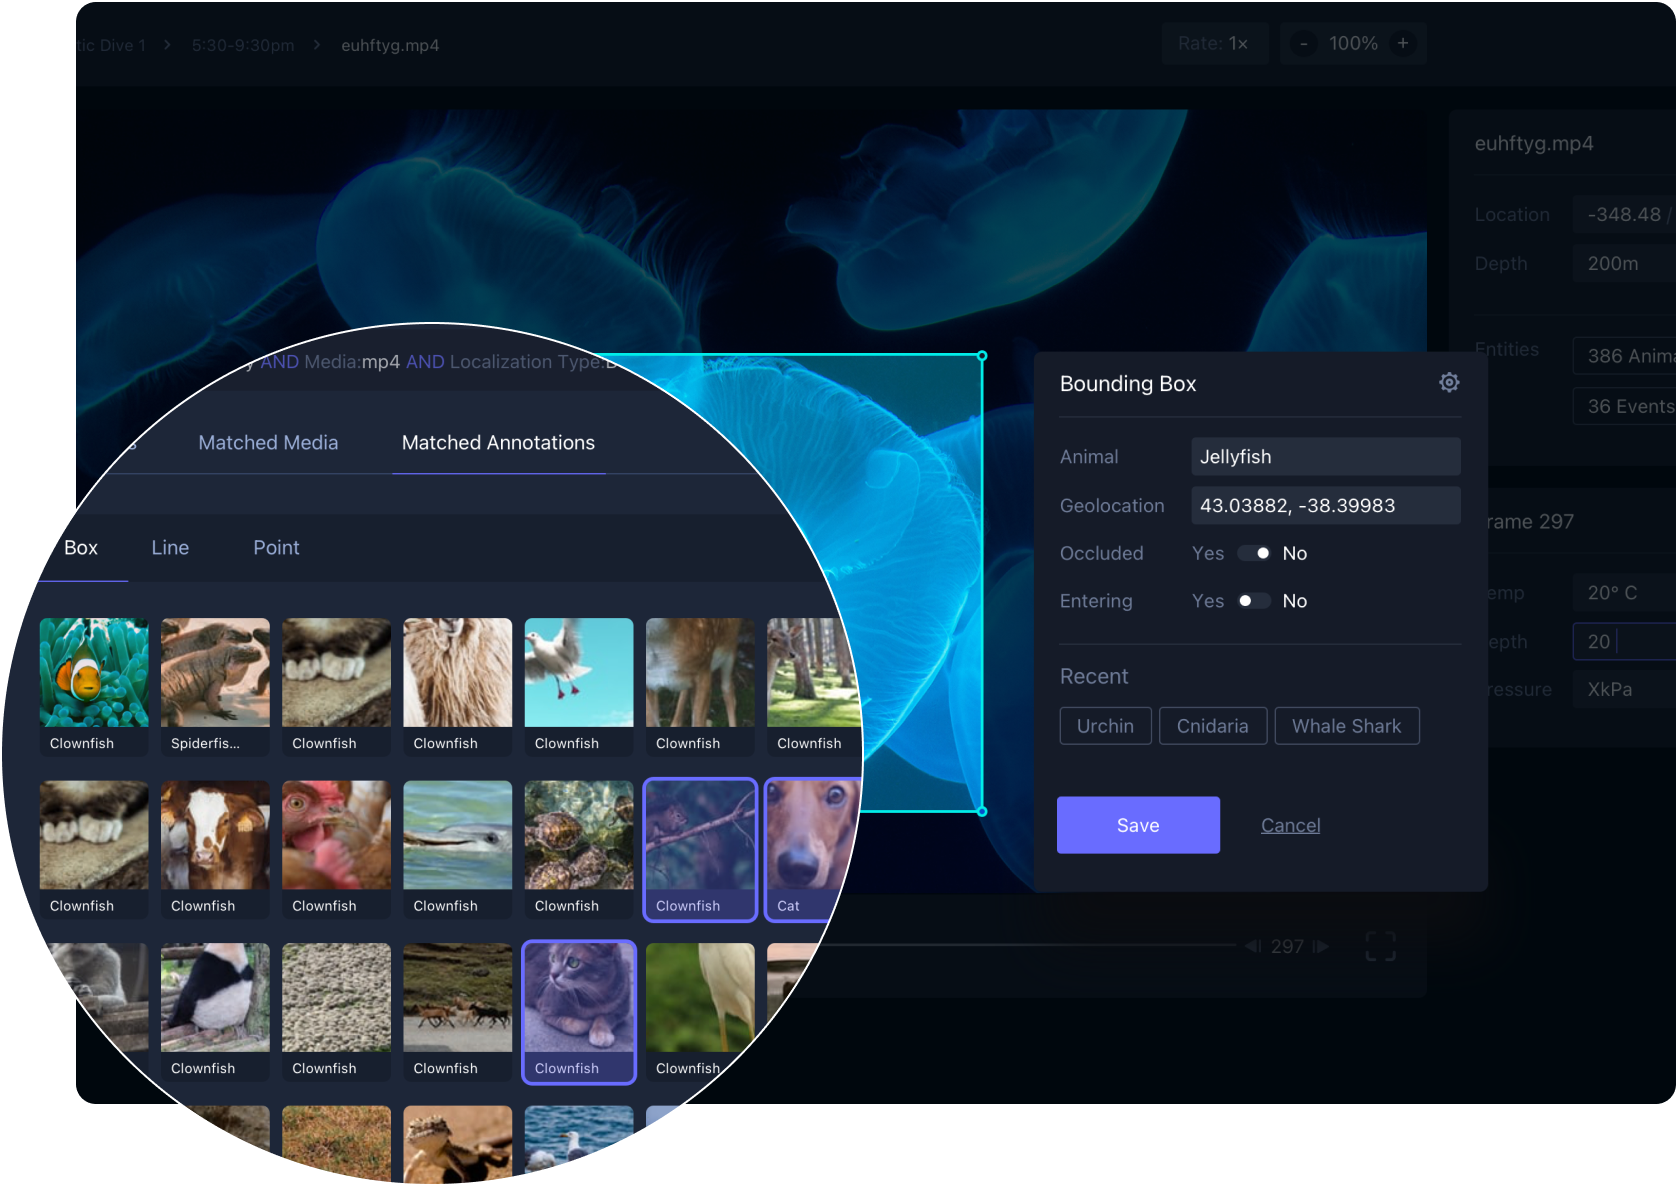 tic Dive 1 > 5:30-9:30pm > euhftyg.mp4
Rate: 1×
- 100% +
euhftyg.mp4
Location -348.48 /
Depth 200m
Entities 386 Anima
36 Events
rame 297
emp 20° C
epth 20
ressure XkPa
y AND Media:mp4 AND Localization Type:B
s Matched Media Matched Annotations
Box Line Point
Clownfish Spiderfis... Clownfish Clownfish Clownfish Clownfish Clownfish
Clownfish Clownfish Clownfish Clownfish Clownfish Clownfish Cat
Clownfish Clownfish Clownfish Clownfish Clownfish
Bounding Box
Animal Jellyfish
Geolocation 43.03882, -38.39983
Occluded Yes No
Entering Yes No
Recent
Urchin Cnidaria Whale Shark
Save Cancel
297